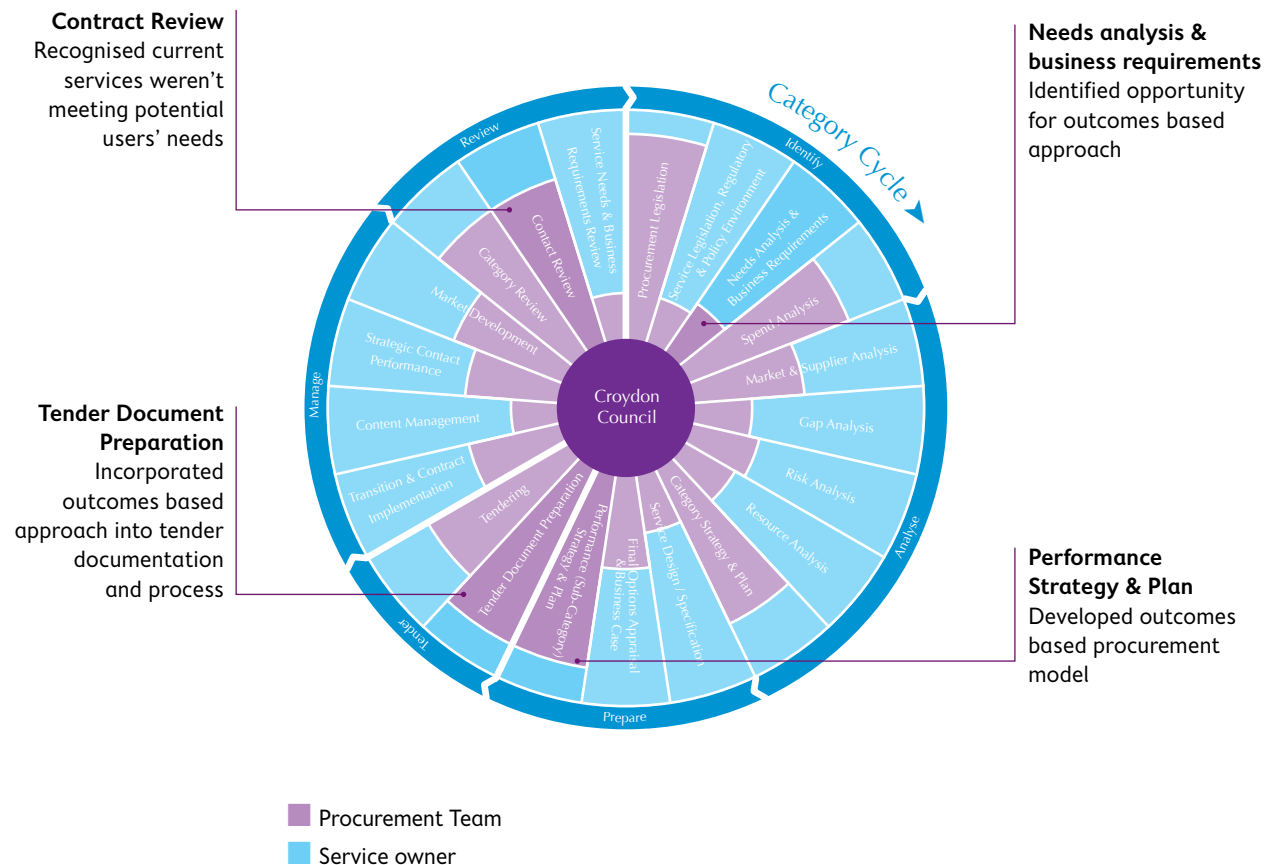 Contract Review
Recognised current
services weren't
meeting potential
users' needs
Needs analysis &
business requirements
Identified opportunity
for outcomes based
approach
Category Cycle
Identify
Analyse
Prepare
Tender
Manage
Review
Procurement Legislation
Service Legislation, Regulatory
& Policy Environment
Needs Analysis &
Business Requirements
Spend Analysis
Market & Supplier Analysis
Gap Analysis
Risk Analysis
Resource Analysis
Category Strategy & Plan
Service Design / Specification
Final Options Appraisal
& Business Case
Performance (Sub-Category)
Strategy & Plan
Tender Document Preparation
Tendering
Transition & Contract
Implementation
Content Management
Strategic Contact
Performance
Market Development
Category Review
Contact Review
Service Needs & Business
Requirements Review
Croydon
Council
Tender Document
Preparation
Incorporated
outcomes based
approach into tender
documentation
and process
Performance
Strategy & Plan
Developed outcomes
based procurement
model
Procurement Team
Service owner